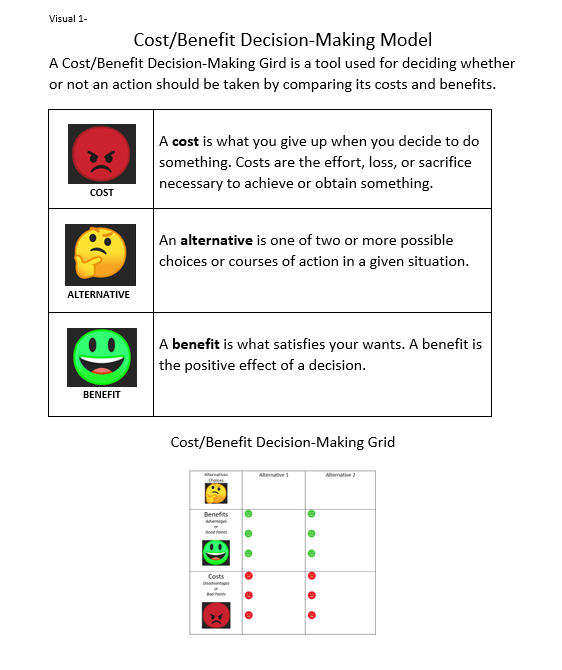 Visual 1-
Cost/Benefit Decision-Making Model
A Cost/Benefit Decision-Making Gird is a tool used for deciding whether
or not an action should be taken by comparing its costs and benefits.
COST
A cost is what you give up when you decide to do
something. Costs are the effort, loss, or sacrifice
necessary to achieve or obtain something.
ALTERNATIVE
An alternative is one of two or more possible
choices or courses of action in a given situation.
BENEFIT
A benefit is what satisfies your wants. A benefit is
the positive effect of a decision.
Cost/Benefit Decision-Making Grid
Alternatives
Choices
Alternative 1
Alternative 2
Benefits
Advantages
or
Good Points
Costs
Disadvantages
or
Bad Points